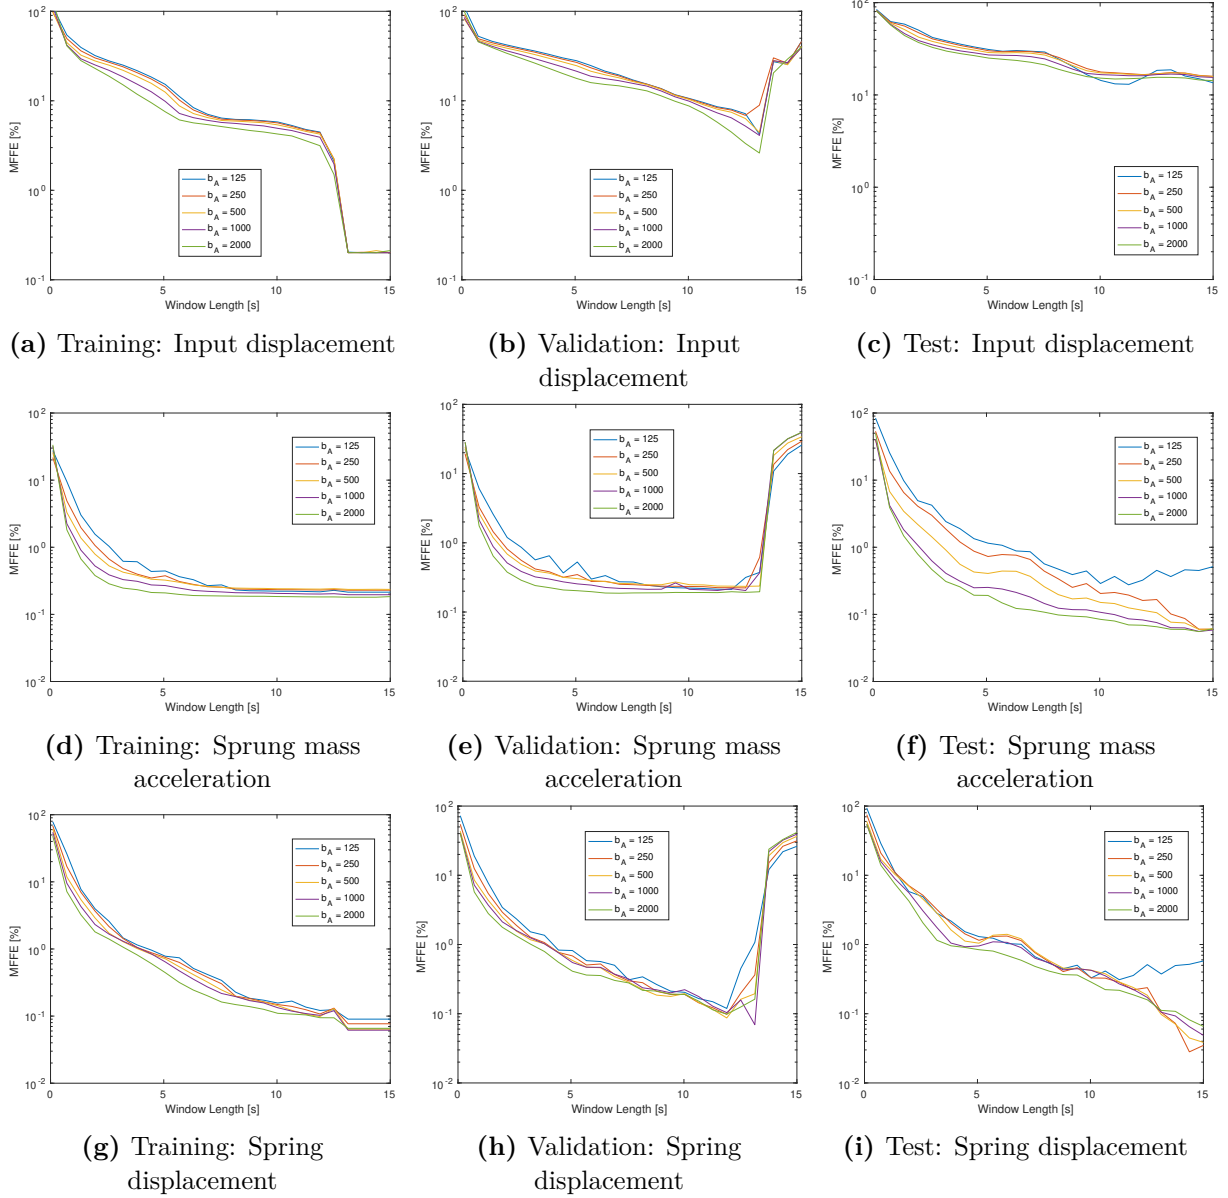 10^2
10^1
10^0
10^-1
MFFE [%]
0
5
10
15
Window Length [s]
b_A = 125
b_A = 250
b_A = 500
b_A = 1000
b_A = 2000
(a) Training: Input displacement
10^2
10^1
10^0
10^-1
MFFE [%]
0
5
10
15
Window Length [s]
b_A = 125
b_A = 250
b_A = 500
b_A = 1000
b_A = 2000
(b) Validation: Input
displacement
10^2
10^1
10^0
10^-1
MFFE [%]
0
5
10
15
Window Length [s]
b_A = 125
b_A = 250
b_A = 500
b_A = 1000
b_A = 2000
(c) Test: Input displacement
10^2
10^1
10^0
10^-1
10^-2
MFFE [%]
0
5
10
15
Window Length [s]
b_A = 125
b_A = 250
b_A = 500
b_A = 1000
b_A = 2000
(d) Training: Sprung mass
acceleration
10^2
10^1
10^0
10^-1
10^-2
MFFE [%]
0
5
10
15
Window Length [s]
b_A = 125
b_A = 250
b_A = 500
b_A = 1000
b_A = 2000
(e) Validation: Sprung mass
acceleration
10^2
10^1
10^0
10^-1
10^-2
MFFE [%]
0
5
10
15
Window Length [s]
b_A = 125
b_A = 250
b_A = 500
b_A = 1000
b_A = 2000
(f) Test: Sprung mass
acceleration
10^2
10^1
10^0
10^-1
10^-2
MFFE [%]
0
5
10
15
Window Length [s]
b_A = 125
b_A = 250
b_A = 500
b_A = 1000
b_A = 2000
(g) Training: Spring
displacement
10^2
10^1
10^0
10^-1
10^-2
MFFE [%]
0
5
10
15
Window Length [s]
b_A = 125
b_A = 250
b_A = 500
b_A = 1000
b_A = 2000
(h) Validation: Spring
displacement
10^2
10^1
10^0
10^-1
10^-2
MFFE [%]
0
5
10
15
Window Length [s]
b_A = 125
b_A = 250
b_A = 500
b_A = 1000
b_A = 2000
(i) Test: Spring displacement